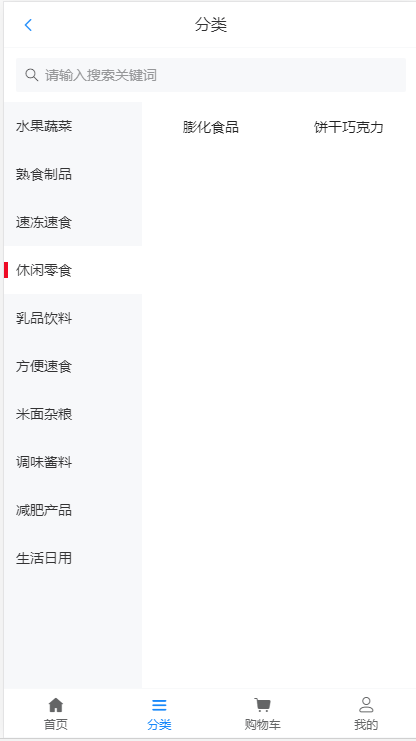 分类
请输入搜索关键词
水果蔬菜
熟食制品
速冻速食
休闲零食
乳品饮料
方便速食
米面杂粮
调味酱料
减肥产品
生活日用
膨化食品
饼干巧克力
首页
分类
购物车
我的